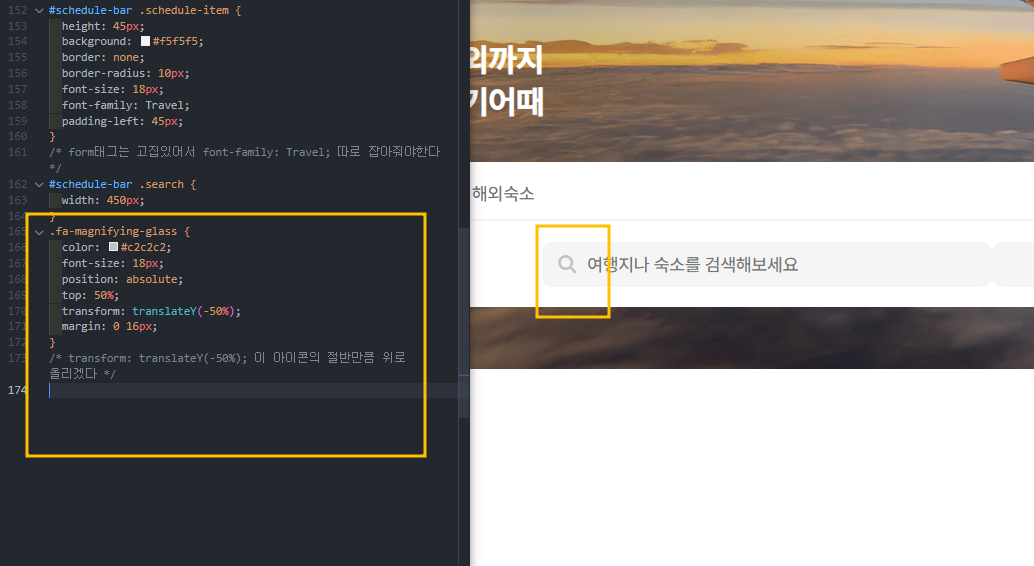 152 #schedule-bar .schedule-item {
153 height: 45px;
154 background: #f5f5f5;
155 border: none;
156 border-radius: 10px;
157 font-size: 18px;
158 font-family: Travel;
159 padding-left: 45px;
160 }
161 /* form태그는 고집있어서 font-family: Travel; 따로 잡아줘야한다
*/
162 #schedule-bar .search {
163 width: 450px;
164 }
165 .fa-magnifying-glass {
166 color: #c2c2c2;
167 font-size: 18px;
168 position: absolute;
169 top: 50%;
170 transform: translateY(-50%);
171 margin: 0 16px;
172 }
173 /* transform: translateY(-50%); 이 아이콘의 절반만큼 위로
올리겠다 */
174
외까지
기어때
해외숙소
여행지나 숙소를 검색해보세요